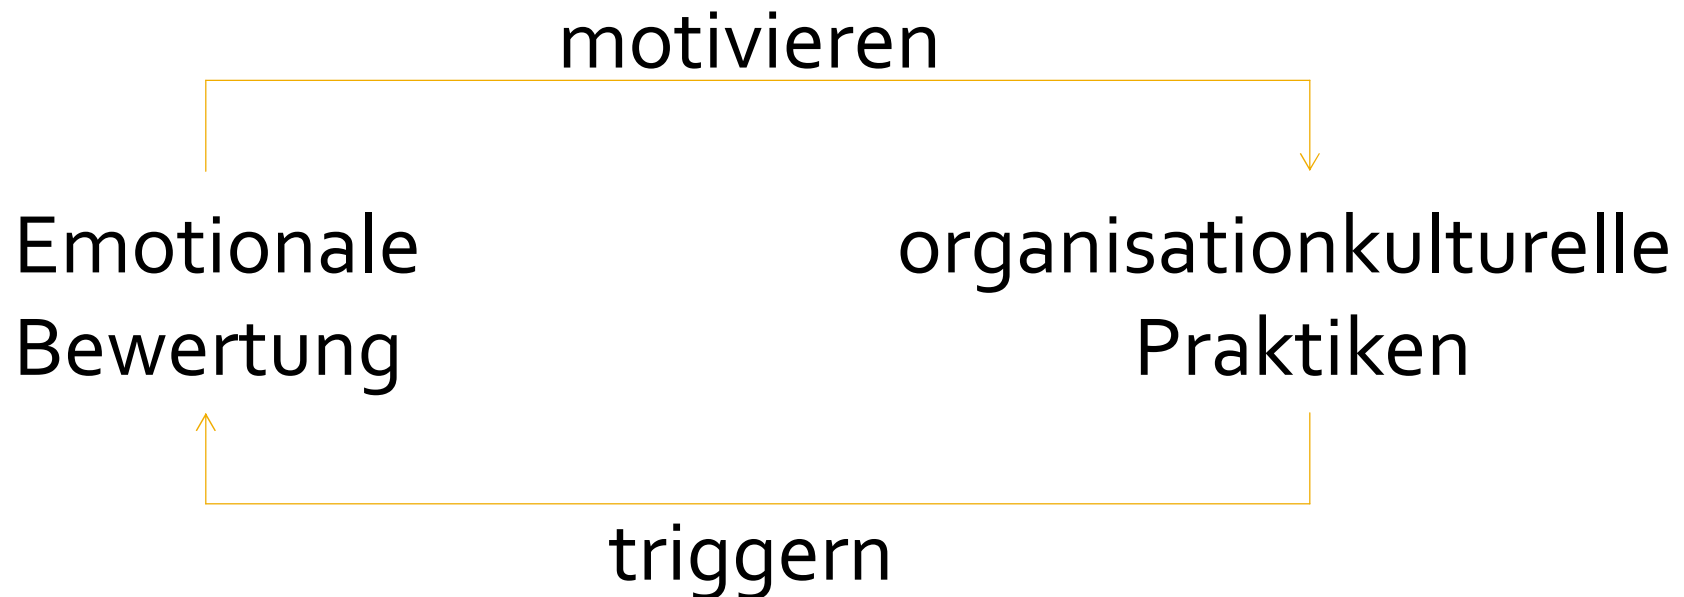 motivieren
Emotionale
Bewertung
organisationkulturelle
Praktiken
triggern